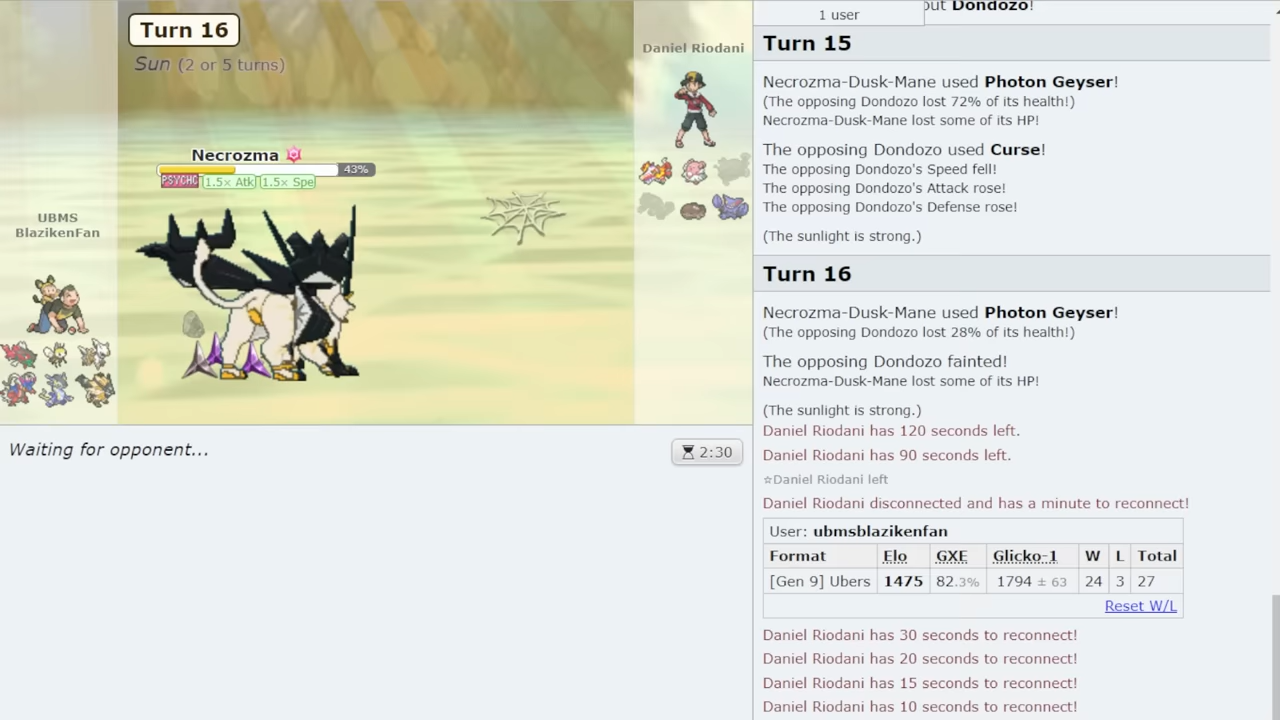 Turn 16
Sun (2 or 5 turns)
Necrozma
43%
PSYCHC 1.5× Atk 1.5× Spe
UBMS
BlazikenFan
Daniel Riodani
Waiting for opponent...
2:30
1 user
out Dondozo!
Turn 15
Necrozma-Dusk-Mane used Photon Geyser!
(The opposing Dondozo lost 72% of its health!)
Necrozma-Dusk-Mane lost some of its HP!
The opposing Dondozo used Curse!
The opposing Dondozo's Speed fell!
The opposing Dondozo's Attack rose!
The opposing Dondozo's Defense rose!
(The sunlight is strong.)
Turn 16
Necrozma-Dusk-Mane used Photon Geyser!
(The opposing Dondozo lost 28% of its health!)
The opposing Dondozo fainted!
Necrozma-Dusk-Mane lost some of its HP!
(The sunlight is strong.)
Daniel Riodani has 120 seconds left.
Daniel Riodani has 90 seconds left.
☆Daniel Riodani left
Daniel Riodani disconnected and has a minute to reconnect!
User: ubmsblazikenfan
Format Elo GXE Glicko-1 W L Total
[Gen 9] Ubers 1475 82.3% 1794 ± 63 24 3 27
Reset W/L
Daniel Riodani has 30 seconds to reconnect!
Daniel Riodani has 20 seconds to reconnect!
Daniel Riodani has 15 seconds to reconnect!
Daniel Riodani has 10 seconds to reconnect!